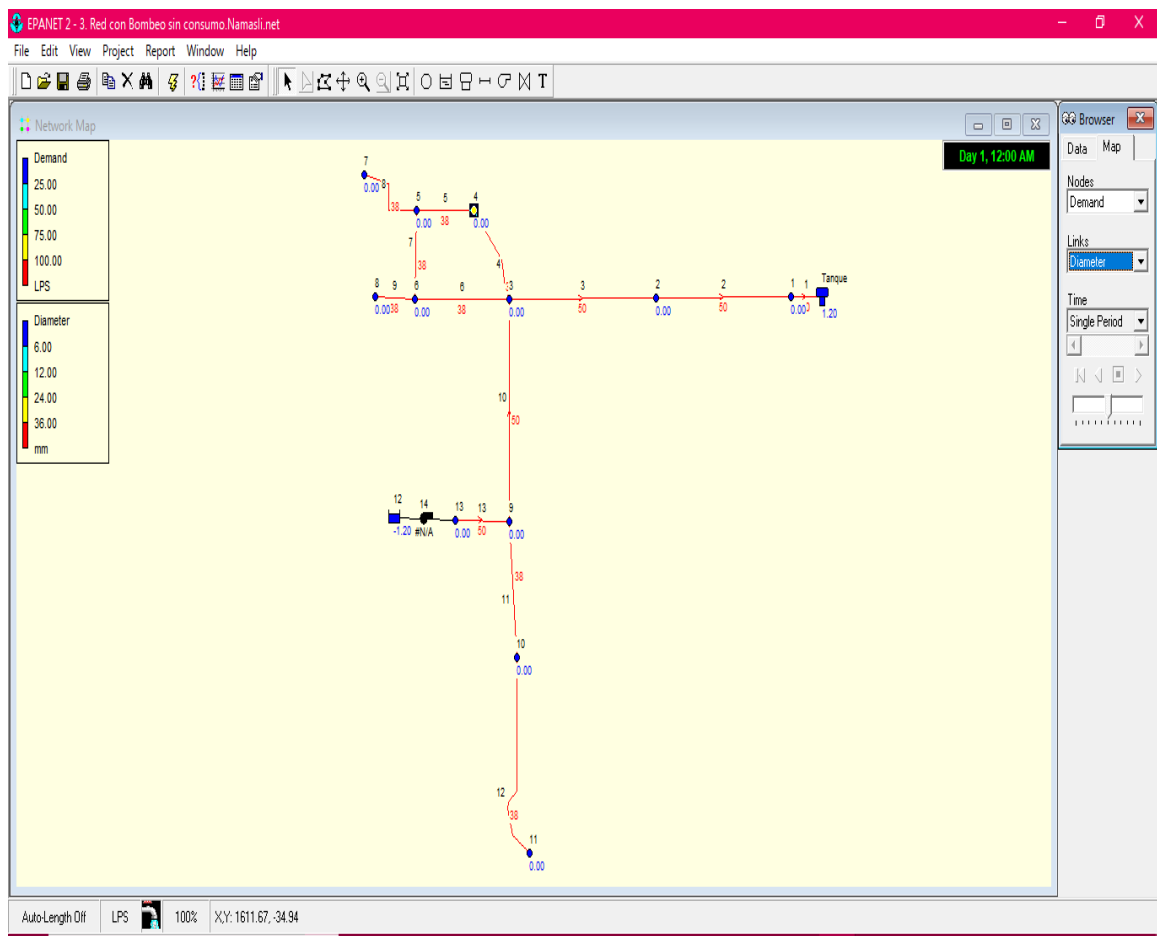 EPANET 2 - 3. Red con Bombeo sin consumo.Namasli.net
File Edit View Project Report Window Help
T
Network Map
Browser
Day 1, 12:00 AM
Data Map
Demand
25.00
50.00
75.00
100.00
LPS
Diameter
6.00
12.00
24.00
36.00
mm
Nodes
Demand
Links
Diameter
Time
Single Period
7
0.00 8
38
5 5 4
0.00 38 0.00
7
38
4
8 9 6 6 3 3 2 2 1 1 Tanque
0.00 38 0.00 38 0.00 50 0.00 50 0.00 1.20
10
50
12 14 13 13 9
-1.20 #N/A 0.00 50 0.00
38
11
10
0.00
12
38
11
0.00
Auto-Length Off LPS 100% X,Y: 1611.67, -34.94